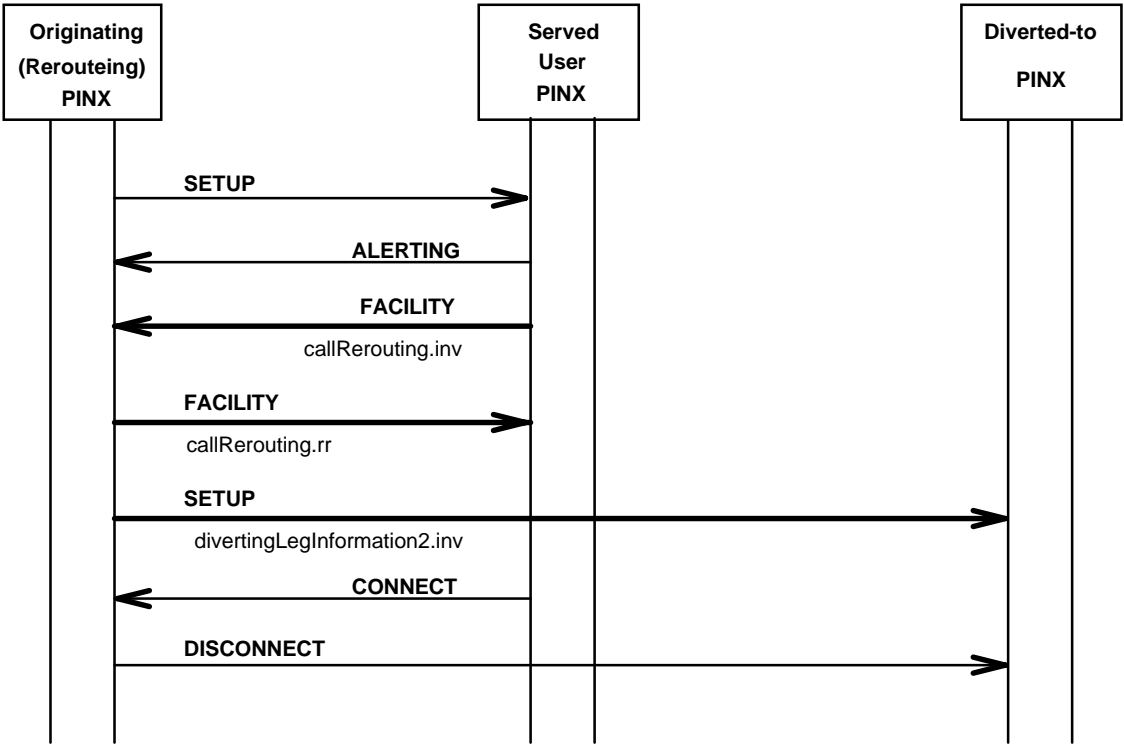 Originating
(Rerouteing)
PINX
Served
User
PINX
Diverted-to
PINX
SETUP
ALERTING
FACILITY
callRerouting.inv
FACILITY
callRerouting.rr
SETUP
divertingLegInformation2.inv
CONNECT
DISCONNECT